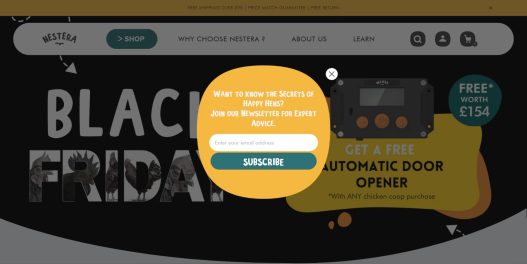 FREE SHIPPING OVER £99 | PRICE MATCH GUARANTEE | FREE RETURN
NESTERA
> SHOP
WHY CHOOSE NESTERA ?
ABOUT US
LEARN
BLACK
FRIDAY
Want to know the Secrets of
Happy Hens?
Join our Newsletter for Expert
Advice.
Enter your email address
SUBSCRIBE
FREE*
WORTH
£154
GET A FREE
AUTOMATIC DOOR
OPENER
*With ANY chicken coop purchase